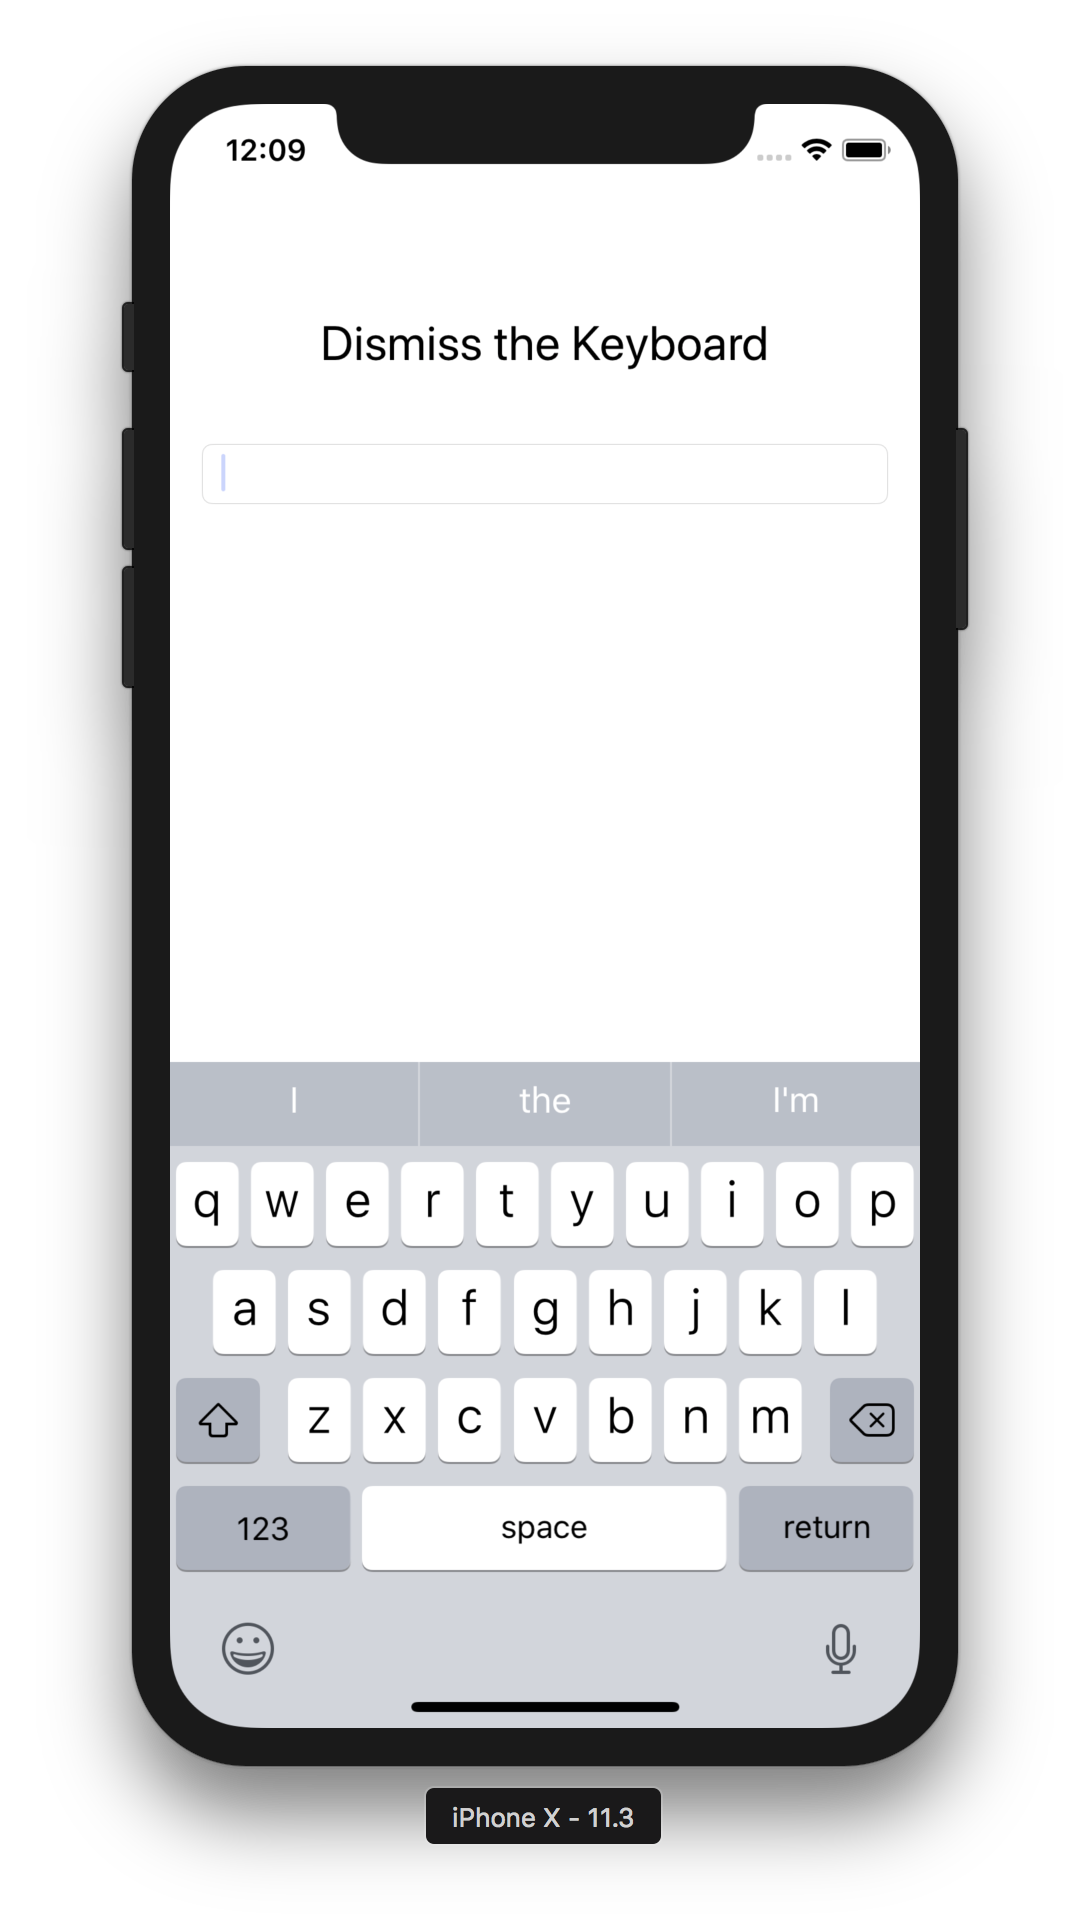 12:09
Dismiss the Keyboard
I the I'm
q w e r t y u i o p
a s d f g h j k l
z x c v b n m
123 space return
iPhone X - 11.3